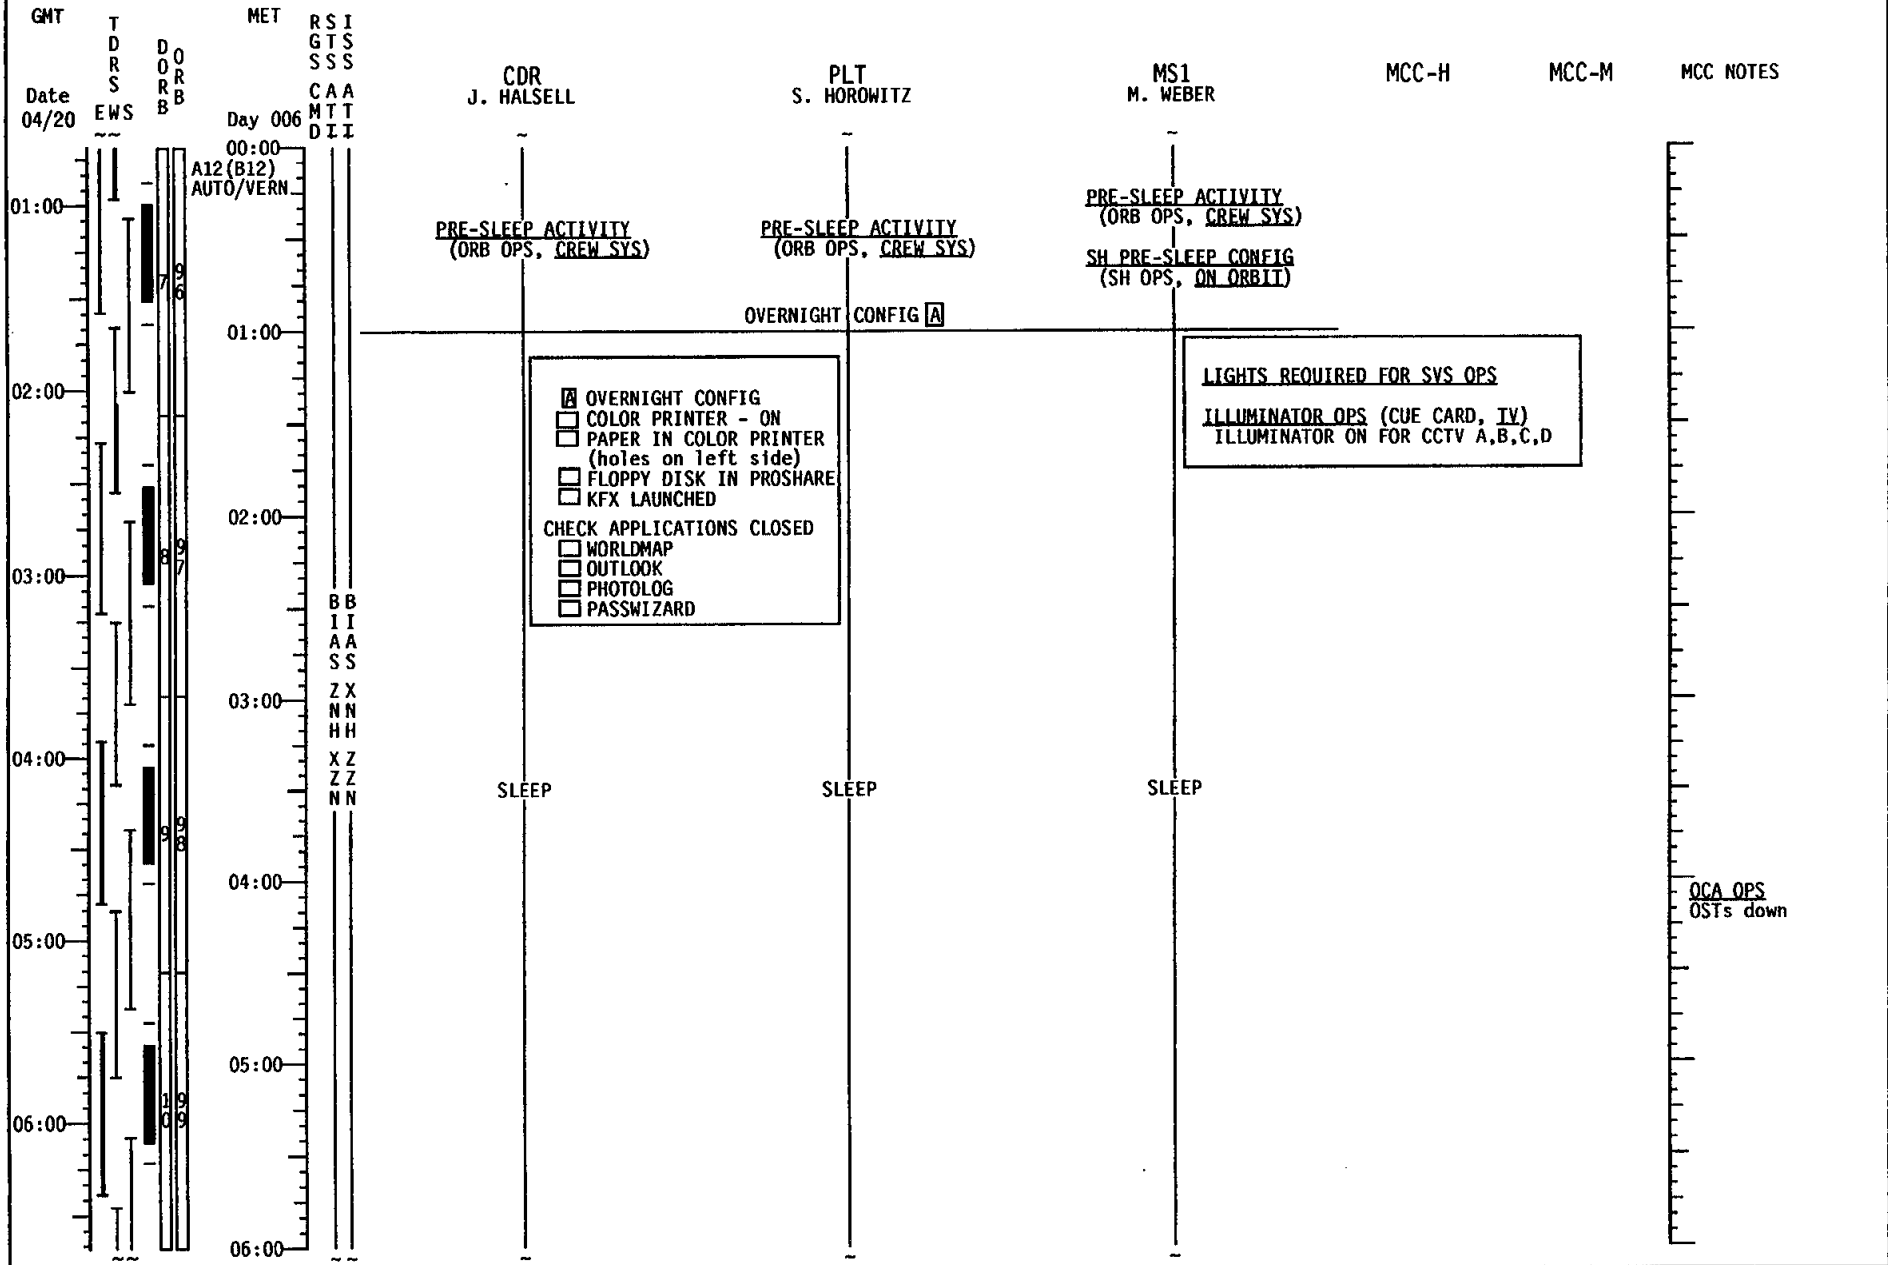 GMT
Date
04/20
TDRS
EWS
DORB
ORB
MET
Day 006
RGS CMD
STS ATT
ISS ATT
CDR
J. HALSELL
PLT
S. HOROWITZ
MS1
M. WEBER
MCC-H
MCC-M
MCC NOTES
00:00
A12(B12)
AUTO/VERN
01:00
PRE-SLEEP ACTIVITY
(ORB OPS, CREW SYS)
PRE-SLEEP ACTIVITY
(ORB OPS, CREW SYS)
PRE-SLEEP ACTIVITY
(ORB OPS, CREW SYS)
SH PRE-SLEEP CONFIG
(SH OPS, ON ORBIT)
7
96
OVERNIGHT CONFIG A
01:00
LIGHTS REQUIRED FOR SVS OPS
ILLUMINATOR OPS (CUE CARD, IV)
ILLUMINATOR ON FOR CCTV A,B,C,D
A OVERNIGHT CONFIG
COLOR PRINTER - ON
PAPER IN COLOR PRINTER
(holes on left side)
FLOPPY DISK IN PROSHARE
KFX LAUNCHED
CHECK APPLICATIONS CLOSED
WORLDMAP
OUTLOOK
PHOTOLOG
PASSWIZARD
02:00
02:00
8
97
03:00
BIAS ZNH XZN
BIAS XNH ZZN
03:00
04:00
SLEEP
SLEEP
SLEEP
9
98
04:00
OCA OPS
OSTs down
05:00
05:00
10
99
06:00
06:00